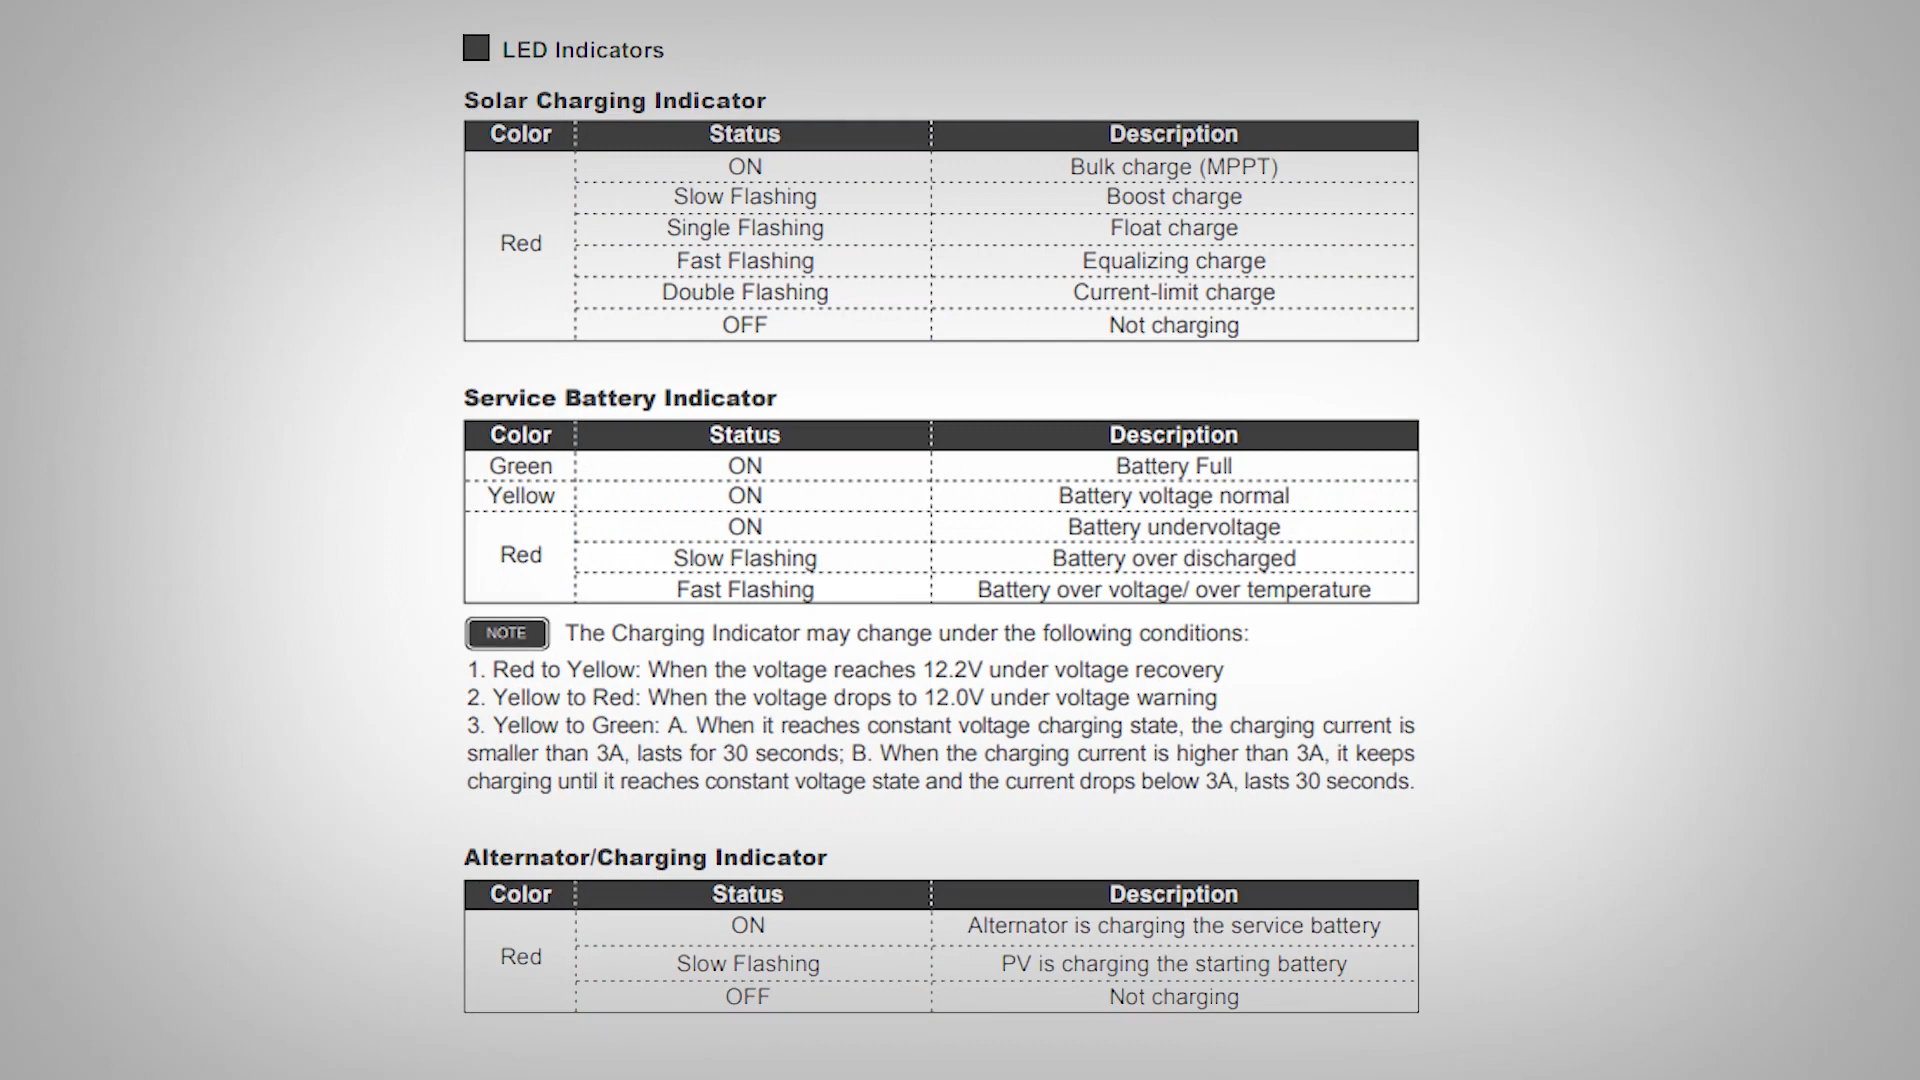 LED Indicators
Solar Charging Indicator
Color Status Description
ON Bulk charge (MPPT)
Slow Flashing Boost charge
Single Flashing Float charge
Red
Fast Flashing Equalizing charge
Double Flashing Current-limit charge
OFF Not charging
Service Battery Indicator
Color Status Description
Green ON Battery Full
Yellow ON Battery voltage normal
ON Battery undervoltage
Red Slow Flashing Battery over discharged
Fast Flashing Battery over voltage/ over temperature
NOTE The Charging Indicator may change under the following conditions:
1. Red to Yellow: When the voltage reaches 12.2V under voltage recovery
2. Yellow to Red: When the voltage drops to 12.0V under voltage warning
3. Yellow to Green: A. When it reaches constant voltage charging state, the charging current is
smaller than 3A, lasts for 30 seconds; B. When the charging current is higher than 3A, it keeps
charging until it reaches constant voltage state and the current drops below 3A, lasts 30 seconds.
Alternator/Charging Indicator
Color Status Description
ON Alternator is charging the service battery
Red Slow Flashing PV is charging the starting battery
OFF Not charging